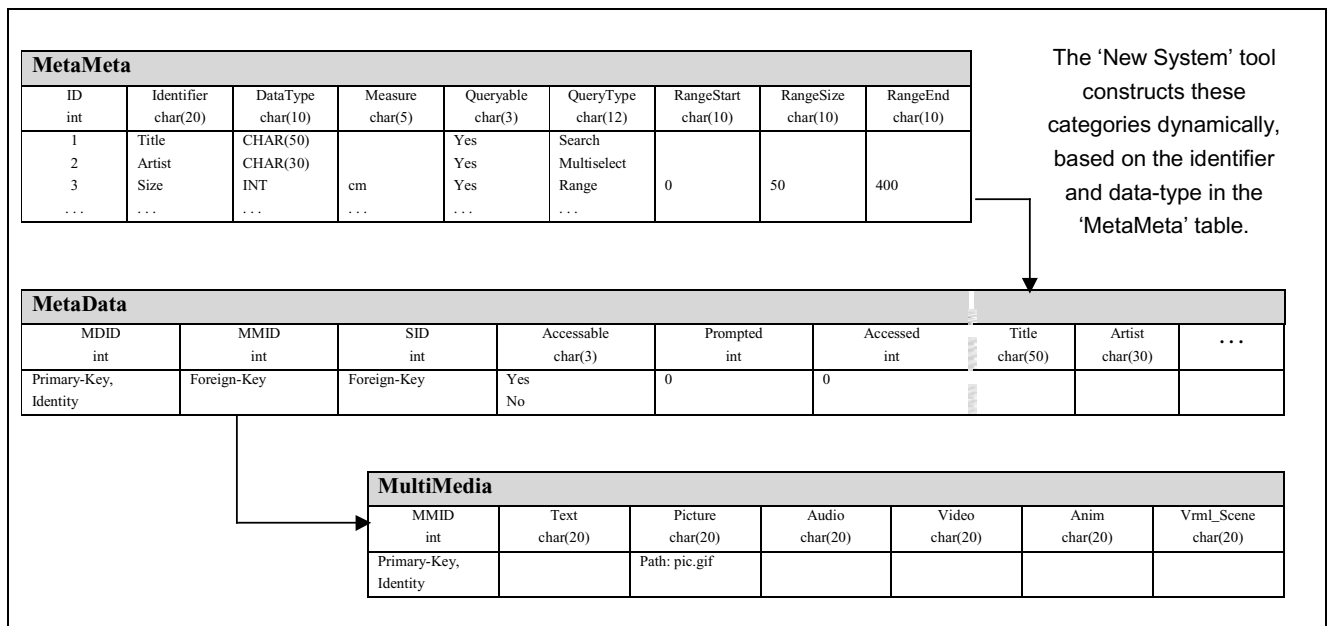 MetaMeta
ID Identifier DataType Measure Queryable QueryType RangeStart RangeSize RangeEnd
int char(20) char(10) char(5) char(3) char(12) char(10) char(10) char(10)
1 Title CHAR(50) Yes Search
2 Artist CHAR(30) Yes Multiselect
3 Size INT cm Yes Range 0 50 400
. . . . . . . . . . . . . . . . . .
The ‘New System’ tool
constructs these
categories dynamically,
based on the identifier
and data-type in the
‘MetaMeta’ table.
MetaData
MDID MMID SID Accessable Prompted Accessed Title Artist . . .
int int int char(3) int int char(50) char(30)
Primary-Key, Foreign-Key Foreign-Key Yes 0 0
Identity No
MultiMedia
MMID Text Picture Audio Video Anim Vrml_Scene
int char(20) char(20) char(20) char(20) char(20) char(20)
Primary-Key, Path: pic.gif
Identity